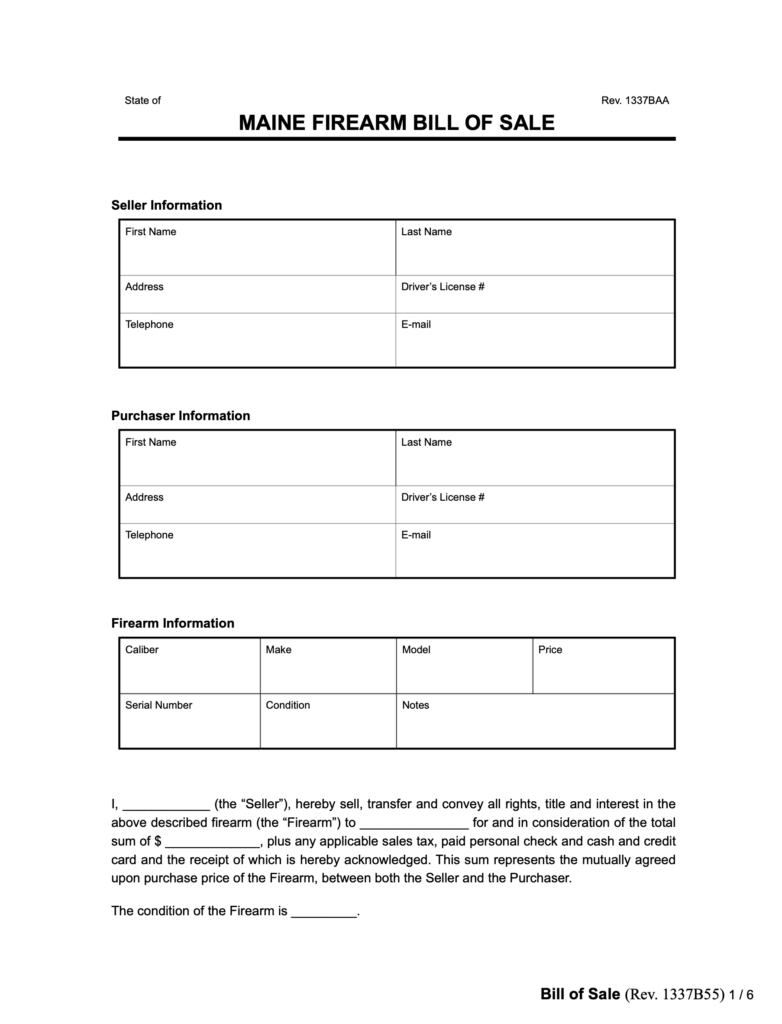 State of Rev. 1337BAA
MAINE FIREARM BILL OF SALE
Seller Information
First Name Last Name
Address Driver’s License #
Telephone E-mail
Purchaser Information
First Name Last Name
Address Driver’s License #
Telephone E-mail
Firearm Information
Caliber Make Model Price
Serial Number Condition Notes
I, ____________ (the “Seller”), hereby sell, transfer and convey all rights, title and interest in the
above described firearm (the “Firearm”) to _______________ for and in consideration of the total
sum of $ _____________, plus any applicable sales tax, paid personal check and cash and credit
card and the receipt of which is hereby acknowledged. This sum represents the mutually agreed
upon purchase price of the Firearm, between both the Seller and the Purchaser.
The condition of the Firearm is _________.
Bill of Sale (Rev. 1337B55) 1 / 6